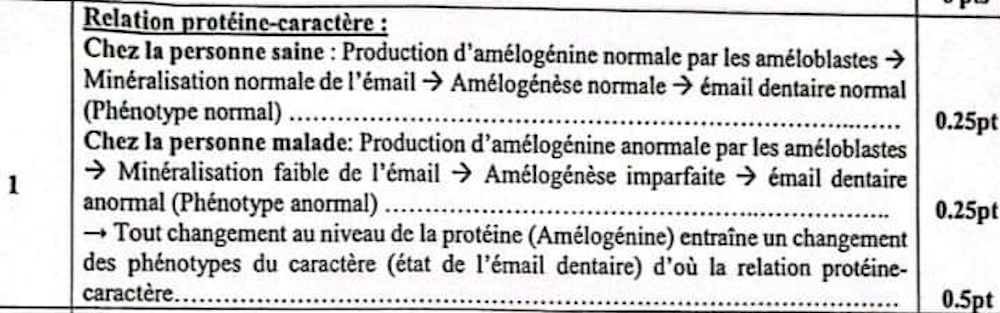 Relation protéine-caractère :
Chez la personne saine : Production d'amélogénine normale par les améloblastes →
Minéralisation normale de l'émail → Amélogénèse normale → émail dentaire normal
(Phénotype normal) .......................................................................................... 0.25pt
Chez la personne malade: Production d'amélogénine anormale par les améloblastes
1
→ Minéralisation faible de l'émail → Amélogénèse imparfaite → émail dentaire
anormal (Phénotype anormal) .......................................................................... 0.25pt
→ Tout changement au niveau de la protéine (Amélogénine) entraîne un changement
des phénotypes du caractère (état de l'émail dentaire) d'où la relation protéine-
caractère........................................................................................................ 0.5pt